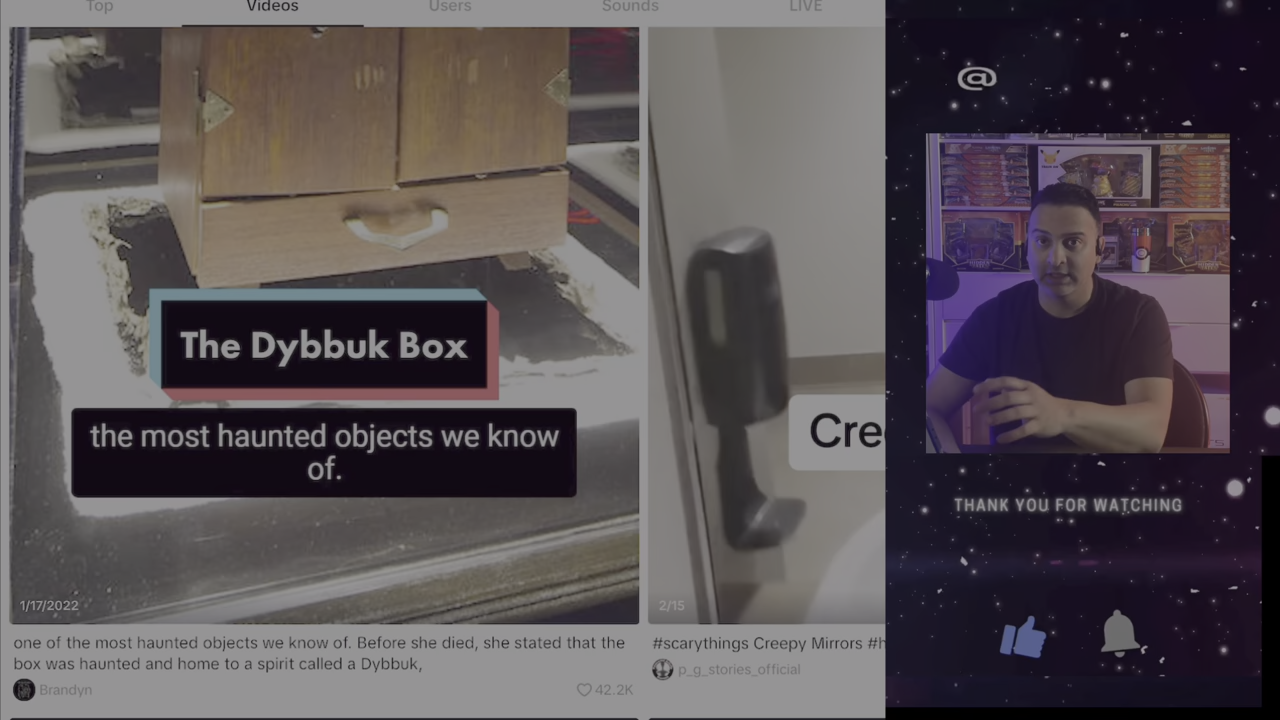 Top
Videos
Users
Sounds
LIVE
The Dybbuk Box
the most haunted objects we know
of.
1/17/2022
one of the most haunted objects we know of. Before she died, she stated that the
box was haunted and home to a spirit called a Dybbuk,
Brandyn
42.2K
Cre
2/15
#scarythings Creepy Mirrors #h
p_g_stories_official
@
THANK YOU FOR WATCHING